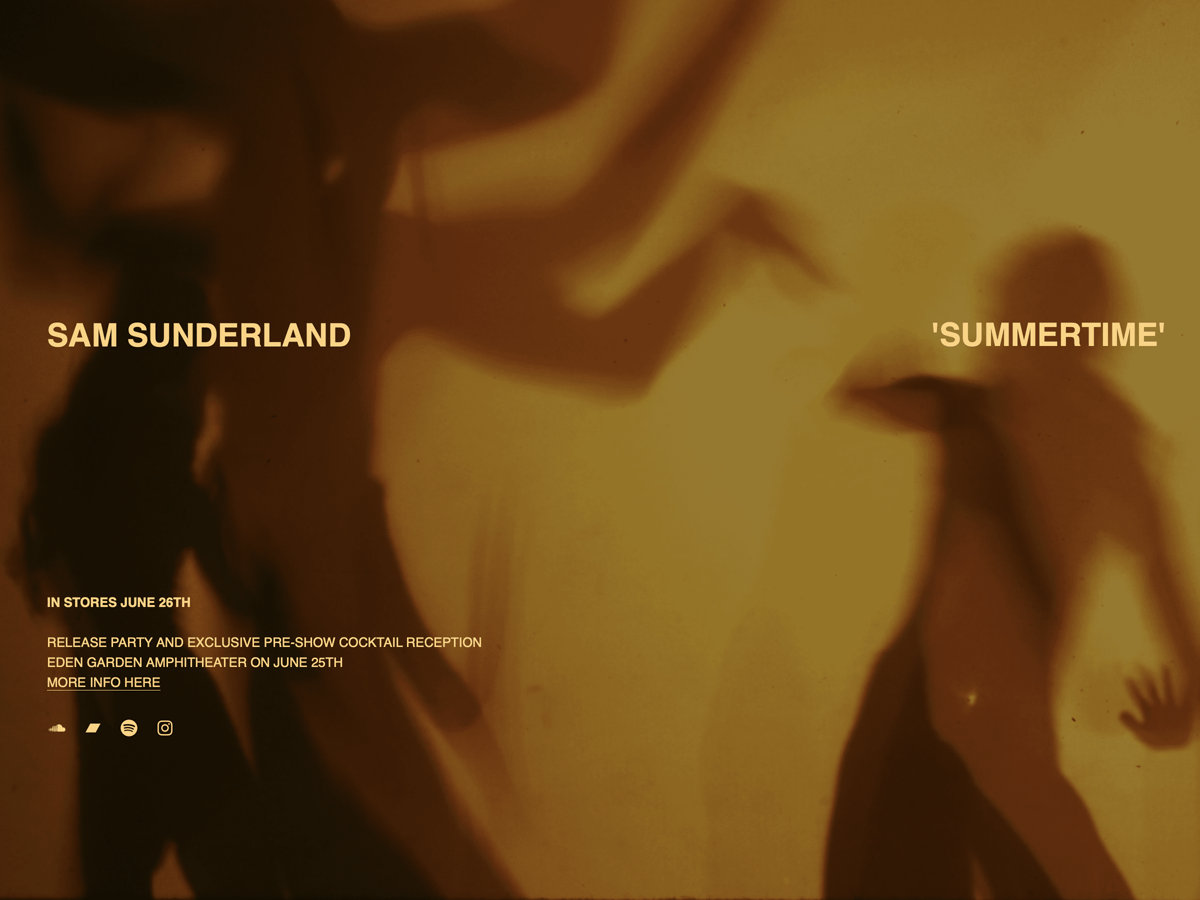 SAM SUNDERLAND
'SUMMERTIME'
IN STORES JUNE 26TH
RELEASE PARTY AND EXCLUSIVE PRE-SHOW COCKTAIL RECEPTION
EDEN GARDEN AMPHITHEATER ON JUNE 25TH
MORE INFO HERE